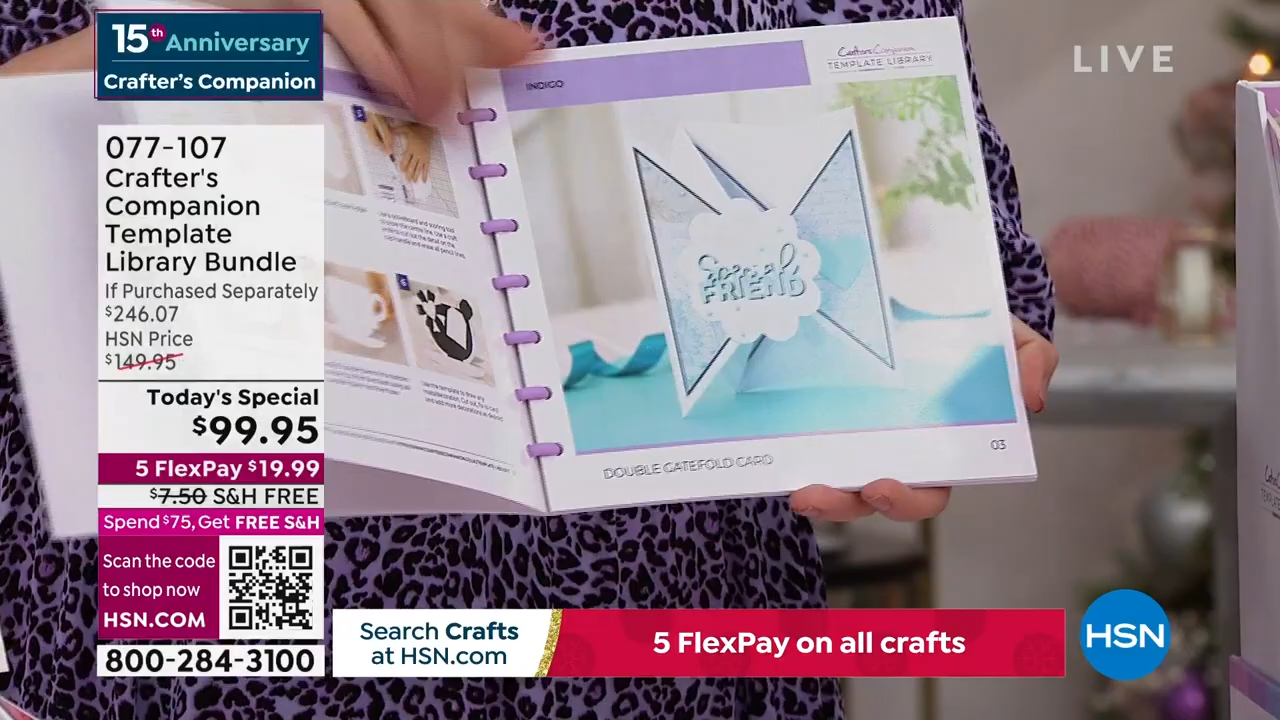 15th Anniversary
Crafter's Companion
077-107
Crafter's
Companion
Template
Library Bundle
If Purchased Separately
$246.07
HSN Price
$149.95
Today's Special
$99.95
5 FlexPay $19.99
$7.50 S&H FREE
Spend $75, Get FREE S&H
Scan the code
to shop now
HSN.COM
800-284-3100
LIVE
INDIGO
Crafter's Companion
TEMPLATE LIBRARY
Special
FRIEND
DOUBLE GATEFOLD CARD
03
Search Crafts
at HSN.com
5 FlexPay on all crafts
HSN